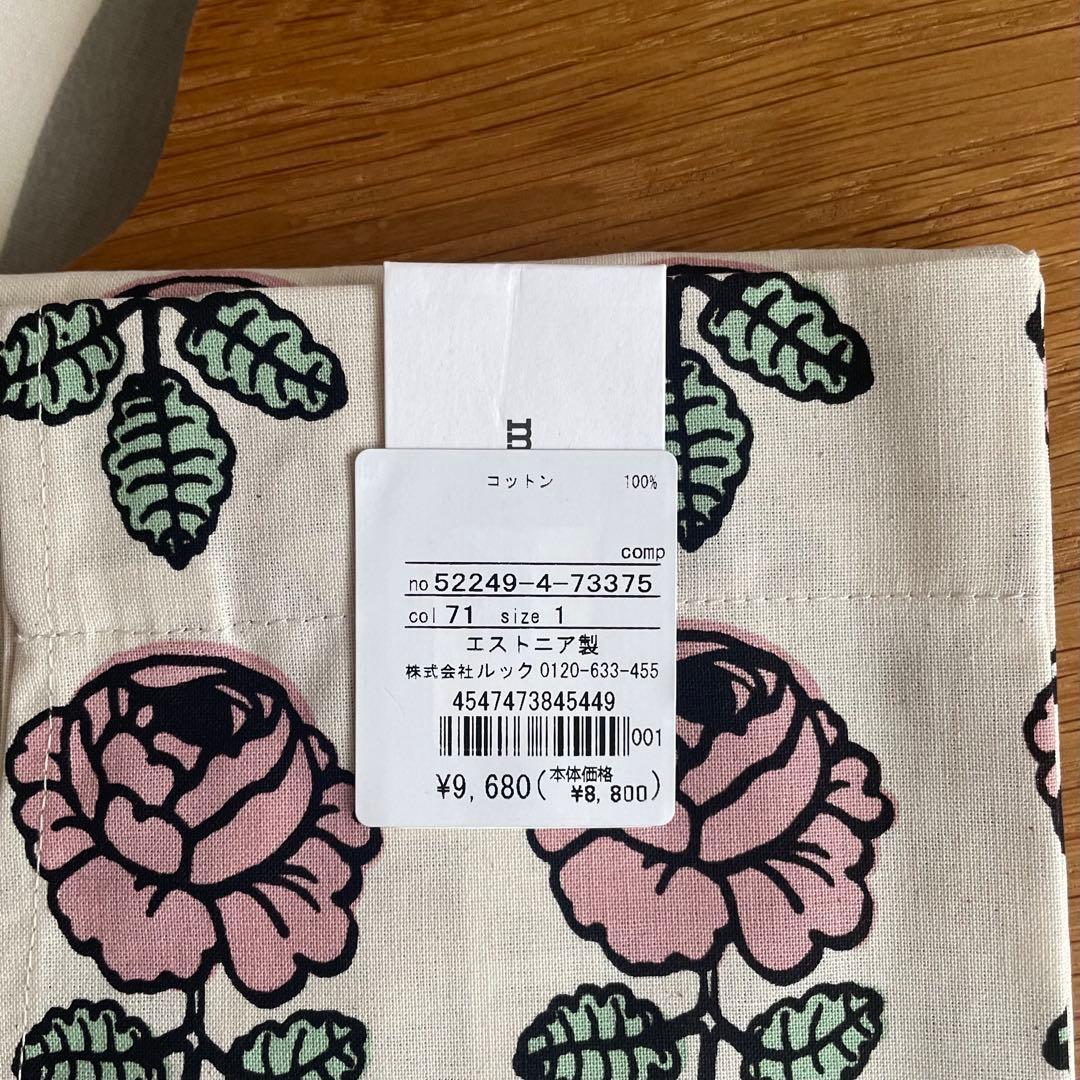 m
コットン 100%
comp
no 52249-4-73375
col 71 size 1
エストニア製
株式会社ルック 0120-633-455
4547473845449
001
¥9,680(本体価格 ¥8,800)